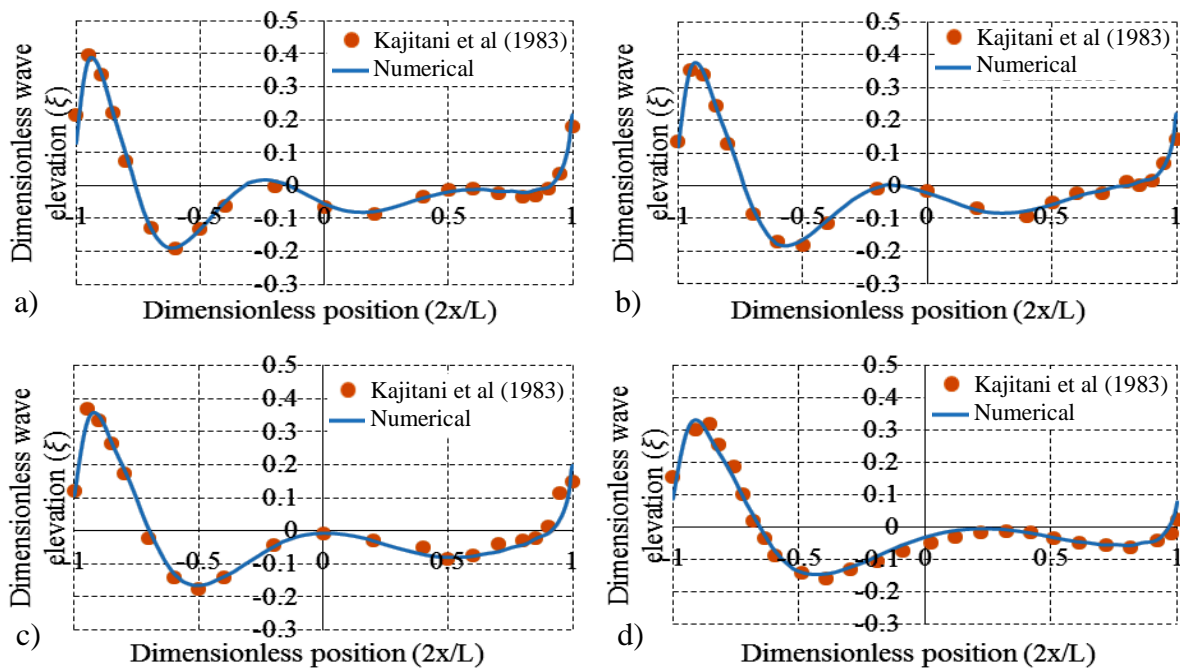 0.5
0.4
0.3
0.2
0.1
0
-0.1
-0.2
-0.3
-1
-0.5
0
0.5
1
Kajitani et al (1983)
Numerical
Dimensionless wave
elevation (ξ)
Dimensionless position (2x/L)
a)
0.5
0.4
0.3
0.2
0.1
0
-0.1
-0.2
-0.3
-1
-0.5
0
0.5
1
Kajitani et al (1983)
Numerical
Dimensionless wave
elevation (ξ)
Dimensionless position (2x/L)
b)
0.5
0.4
0.3
0.2
0.1
0
-0.1
-0.2
-0.3
-1
-0.5
0
0.5
1
Kajitani et al (1983)
Numerical
Dimensionless wave
elevation (ξ)
Dimensionless position (2x/L)
c)
0.5
0.4
0.3
0.2
0.1
0
-0.1
-0.2
-0.3
-1
-0.5
0
0.5
1
Kajitani et al (1983)
Numerical
Dimensionless wave
elevation (ξ)
Dimensionless position (2x/L)
d)